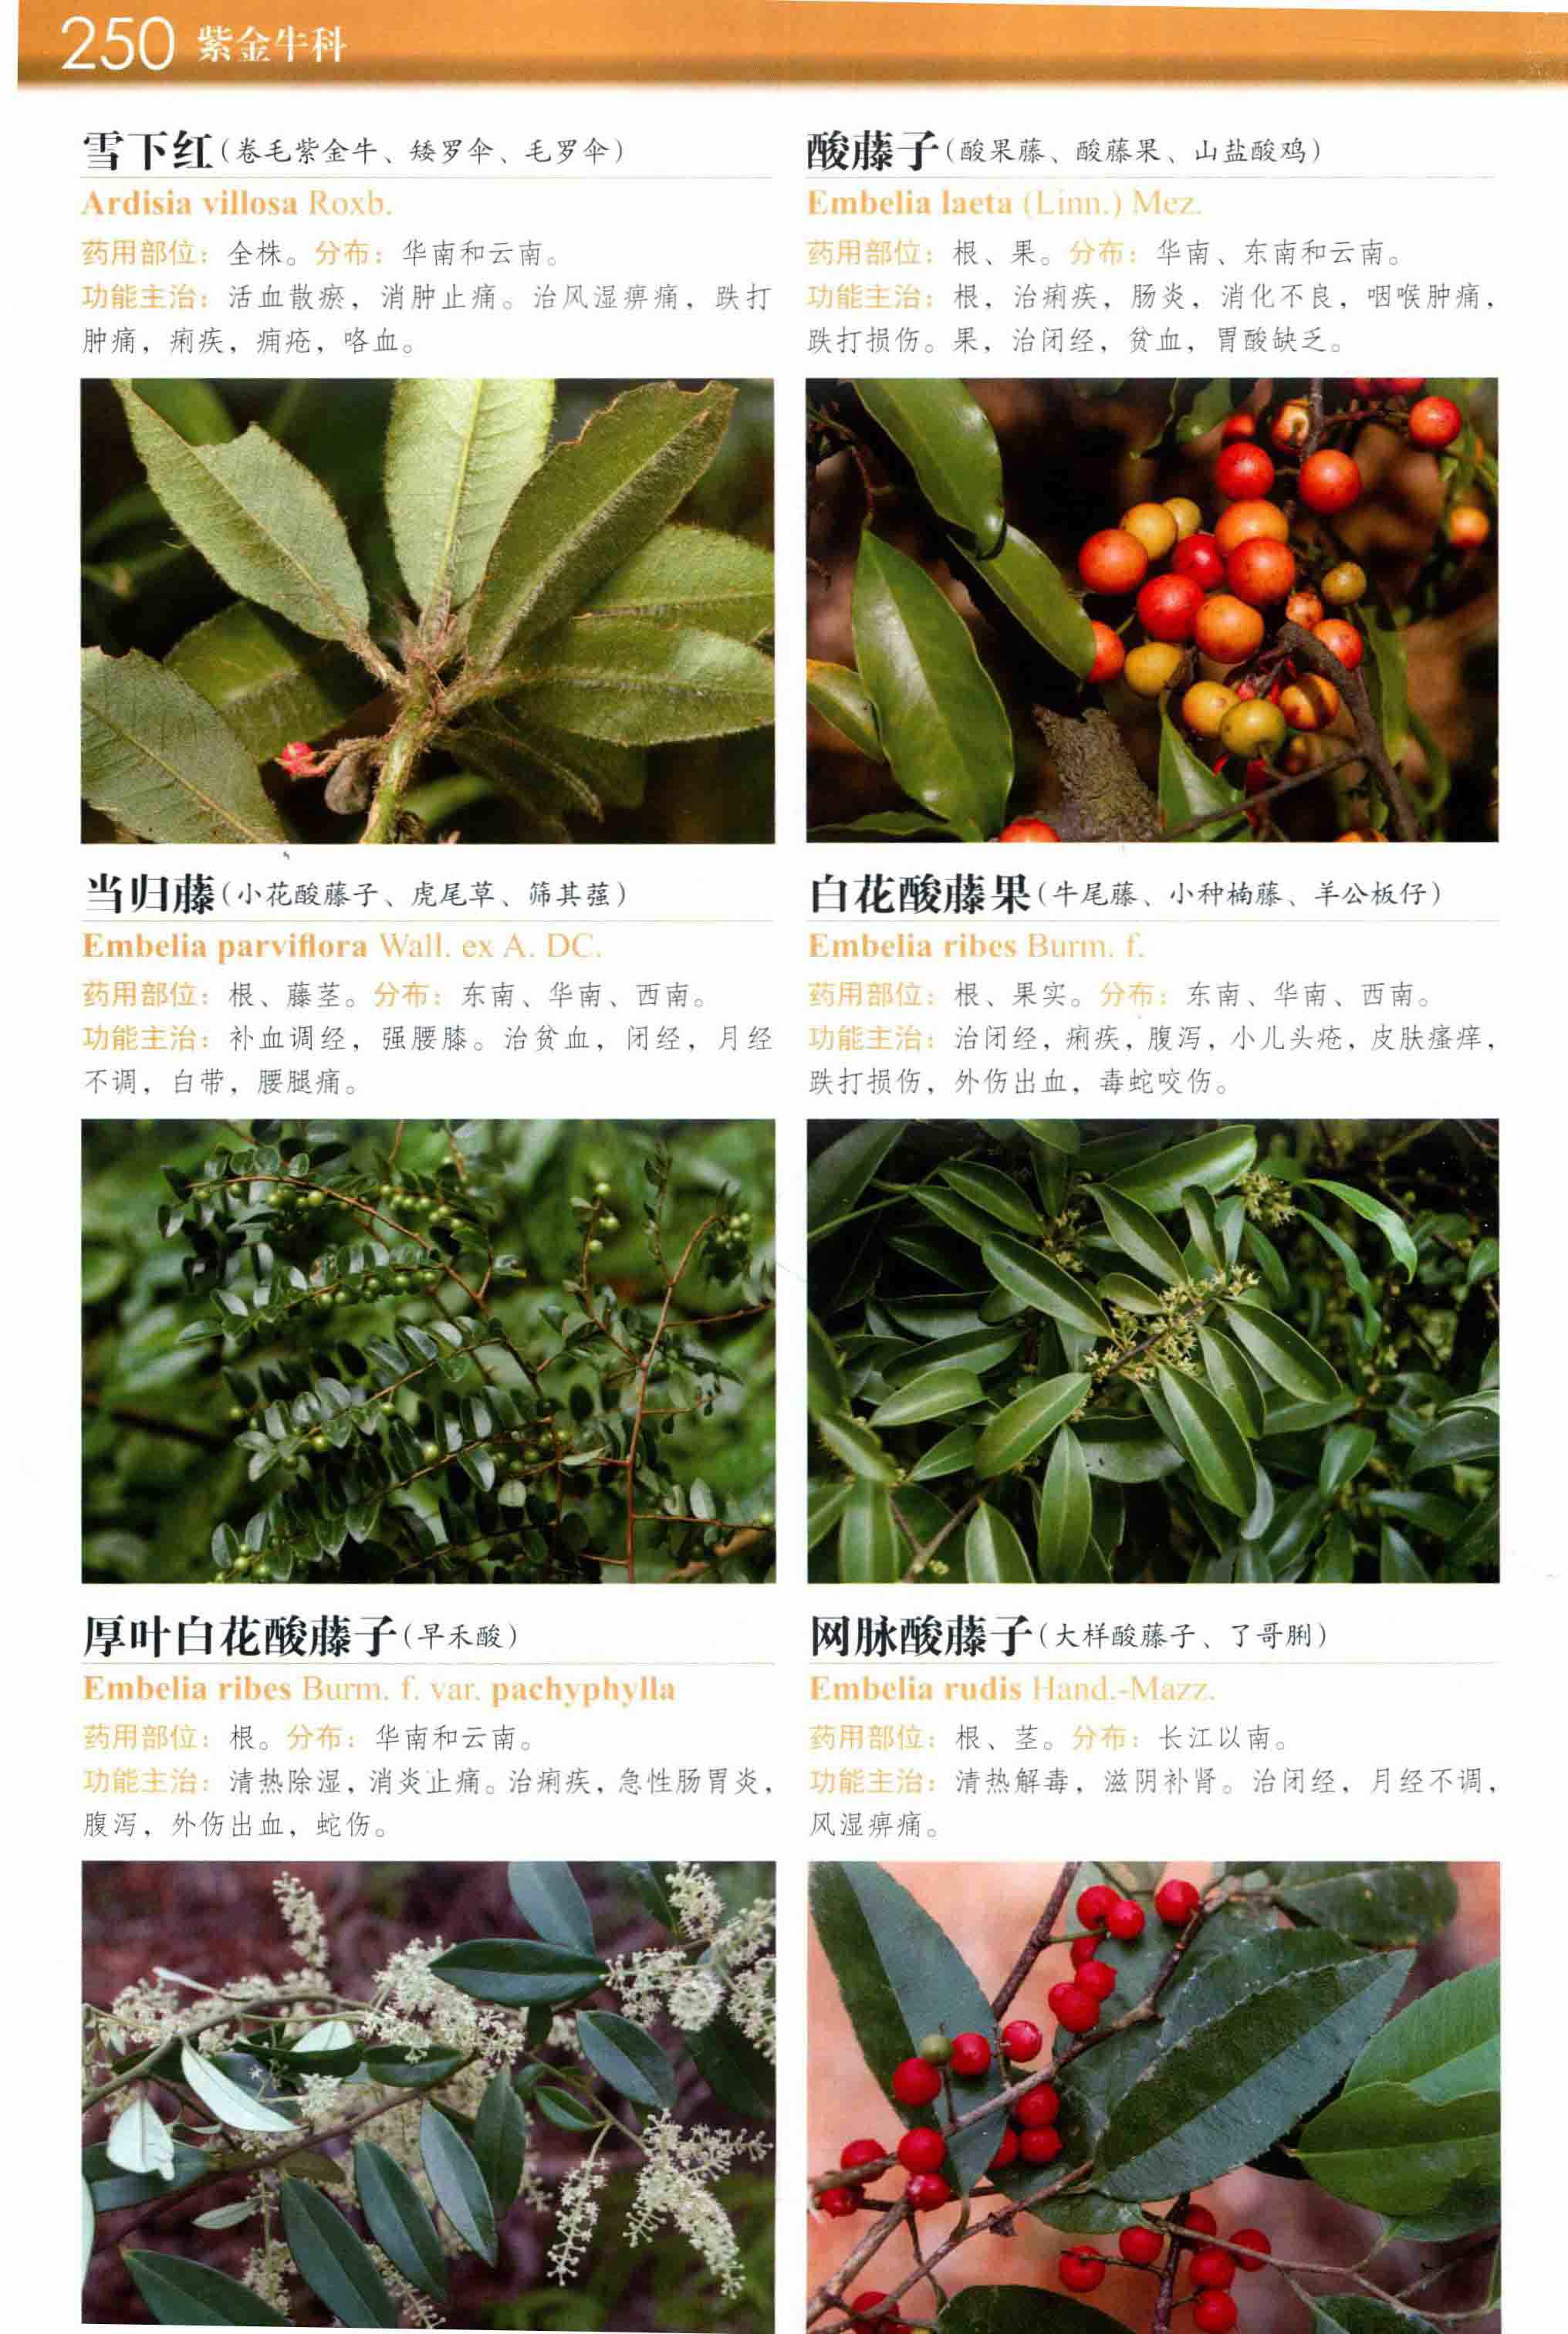 250 紫金牛科
雪下红(卷毛紫金牛、矮罗伞、毛罗伞)
Ardisia villosa Roxb.
药用部位：全株。分布：华南和云南。
功能主治：活血散瘀，消肿止痛。治风湿痹痛，跌打
肿痛，痢疾，痈疮，咯血。
酸藤子(酸果藤、酸藤果、山盐酸鸡)
Embelia laeta (Linn.) Mez.
药用部位：根、果。分布：华南、东南和云南。
功能主治：根，治痢疾，肠炎，消化不良，咽喉肿痛，
跌打损伤。果，治闭经，贫血，胃酸缺乏。
当归藤(小花酸藤子、虎尾草、筛其蔃)
Embelia parviflora Wall. ex A. DC.
药用部位：根、藤茎。分布：东南、华南、西南。
功能主治：补血调经，强腰膝。治贫血，闭经，月经
不调，白带，腰腿痛。
白花酸藤果(牛尾藤、小种楠藤、羊公板仔)
Embelia ribes Burm. f.
药用部位：根、果实。分布：东南、华南、西南。
功能主治：治闭经，痢疾，腹泻，小儿头疮，皮肤瘙痒，
跌打损伤，外伤出血，毒蛇咬伤。
厚叶白花酸藤子(早禾酸)
Embelia ribes Burm. f. var. pachyphylla
药用部位：根。分布：华南和云南。
功能主治：清热除湿，消炎止痛。治痢疾，急性肠胃炎，
腹泻，外伤出血，蛇伤。
网脉酸藤子(大样酸藤子、了哥脷)
Embelia rudis Hand.-Mazz.
药用部位：根、茎。分布：长江以南。
功能主治：清热解毒，滋阴补肾。治闭经，月经不调，
风湿痹痛。